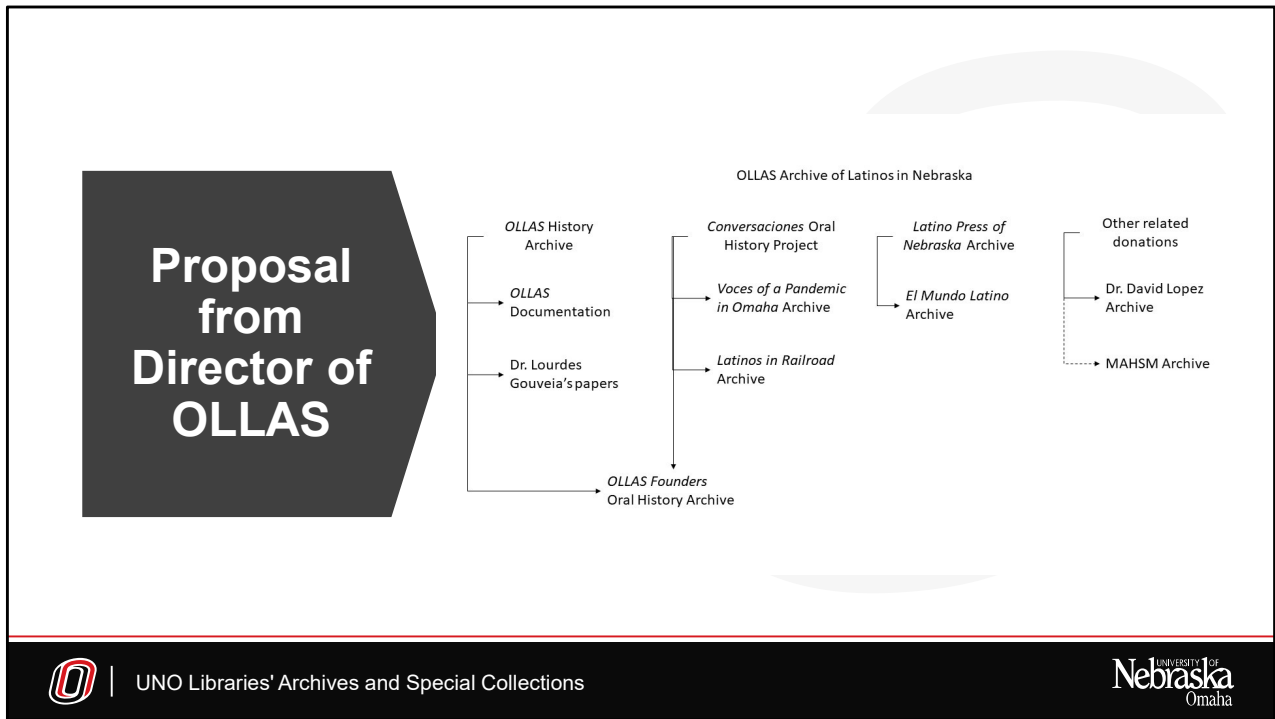 Proposal
from
Director of
OLLAS
OLLAS Archive of Latinos in Nebraska
OLLAS History
Archive
OLLAS
Documentation
Dr. Lourdes
Gouveia's papers
Conversaciones Oral
History Project
Voces of a Pandemic
in Omaha Archive
Latinos in Railroad
Archive
OLLAS Founders
Oral History Archive
Latino Press of
Nebraska Archive
El Mundo Latino
Archive
Other related
donations
Dr. David Lopez
Archive
MAHSM Archive
UNO Libraries' Archives and Special Collections
UNIVERSITY OF
Nebraska
Omaha